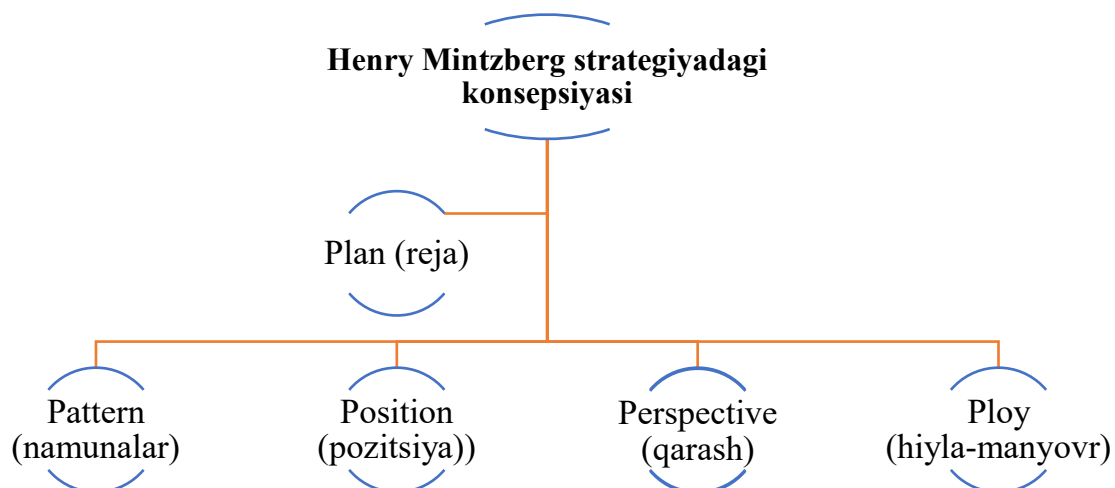 Henry Mintzberg strategiyadagi
konsepsiyasi
Plan (reja)
Pattern
(namunalar)
Position
(pozitsiya))
Perspective
(qarash)
Ploy
(hiyla-manyovr)